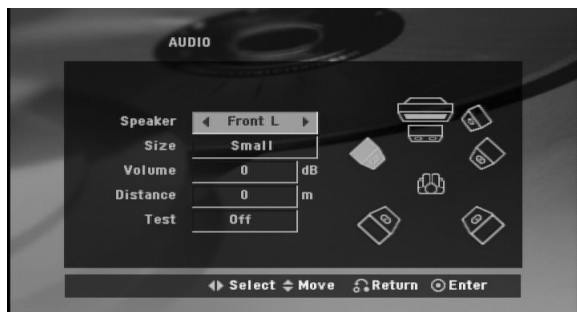 AUDIO
Speaker ◀ Front L ▶
Size Small
Volume 0 dB
Distance 0 m
Test Off
Select Move Return Enter